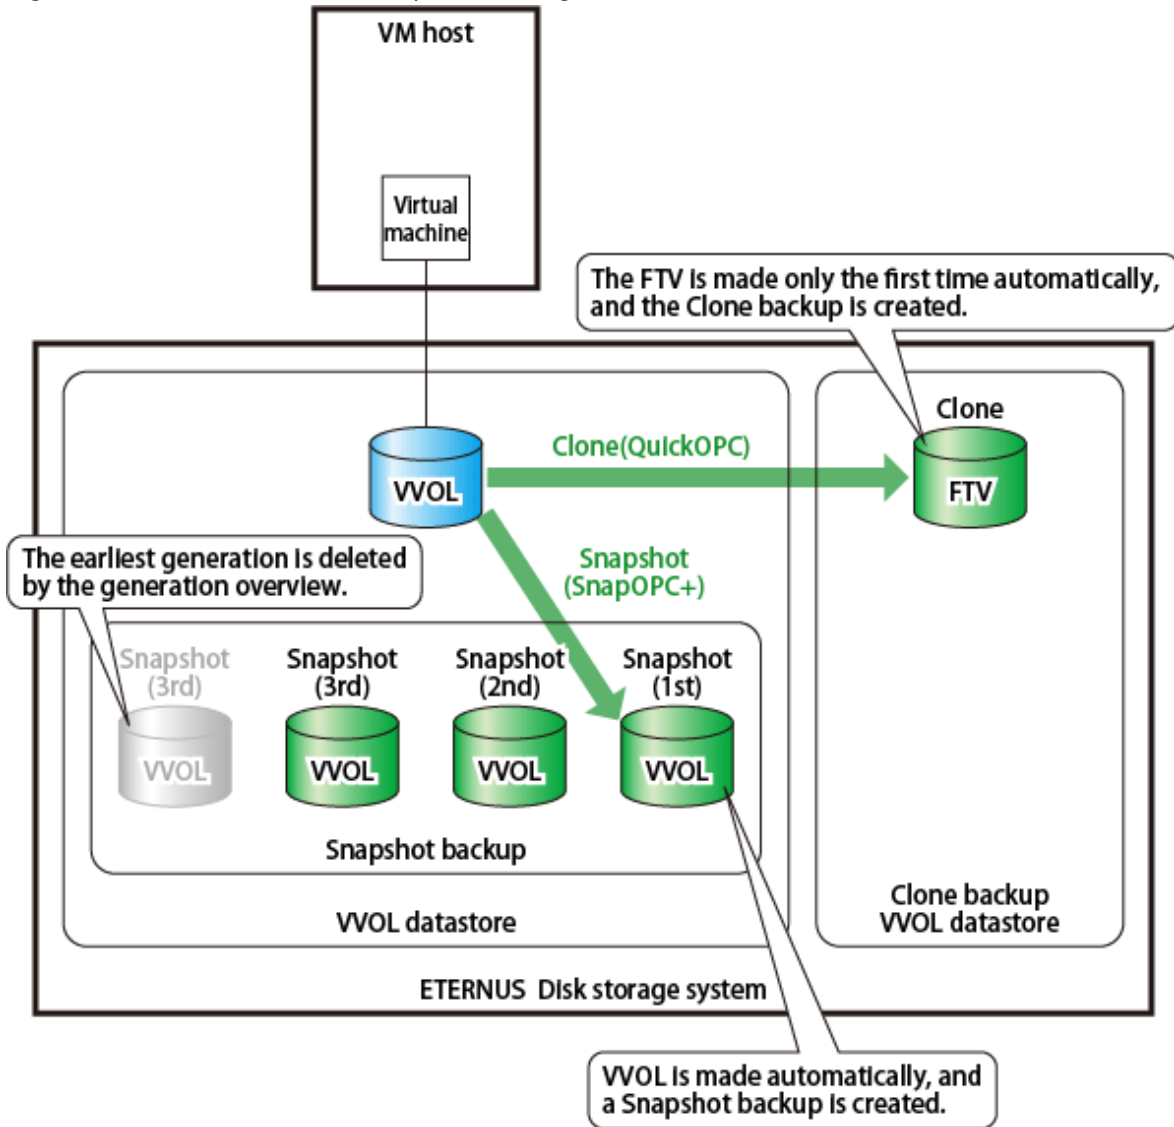 VM host
Virtual
machine
The FTV is made only the first time automatically,
and the Clone backup is created.
Clone
Clone(QuickOPC)
VVOL
FTV
The earliest generation is deleted
by the generation overview.
Snapshot
(SnapOPC+)
Snapshot
(3rd)
Snapshot
(3rd)
Snapshot
(2nd)
Snapshot
(1st)
VVOL
VVOL
VVOL
VVOL
Snapshot backup
VVOL datastore
Clone backup
VVOL datastore
ETERNUS Disk storage system
VVOL is made automatically, and
a Snapshot backup is created.